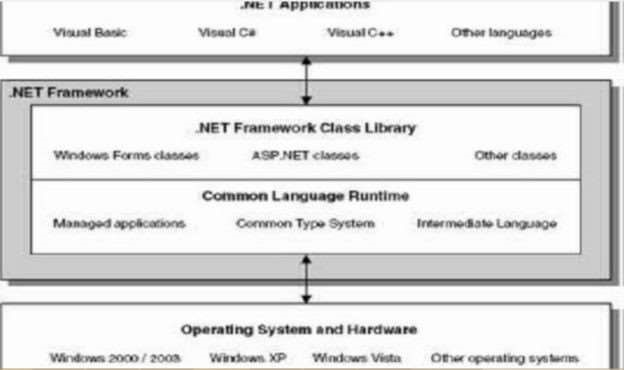 .NET Applications
Visual Basic Visual C# Visual C++ Other languages
.NET Framework
.NET Framework Class Library
Windows Forms classes ASP.NET classes Other classes
Common Language Runtime
Managed applications Common Type System Intermediate Language
Operating System and Hardware
Windows 2000 / 2003 Windows XP Windows Vista Other operating systems